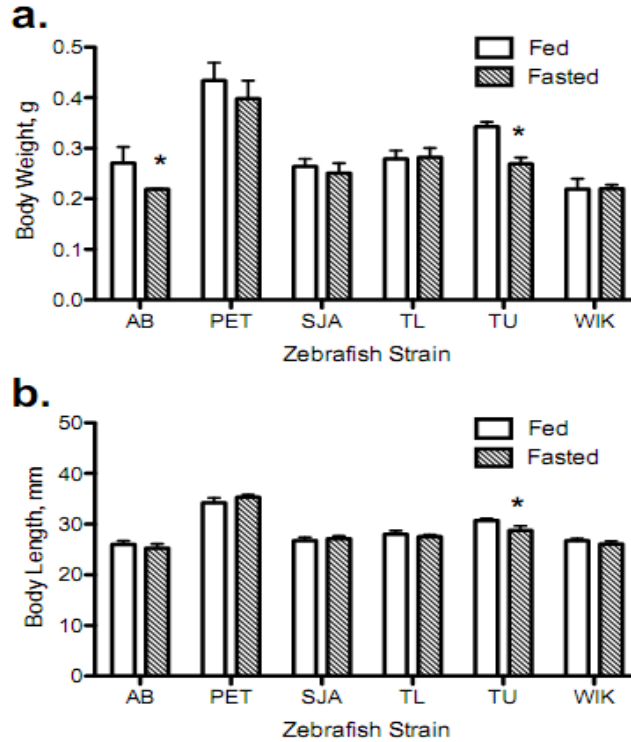 a.
Fed
Fasted
Body Weight, g
0.5
0.4
0.3
0.2
0.1
0.0
*
*
AB PET SJA TL TU WIK
Zebrafish Strain
b.
Fed
Fasted
Body Length, mm
50
40
30
20
10
0
*
AB PET SJA TL TU WIK
Zebrafish Strain